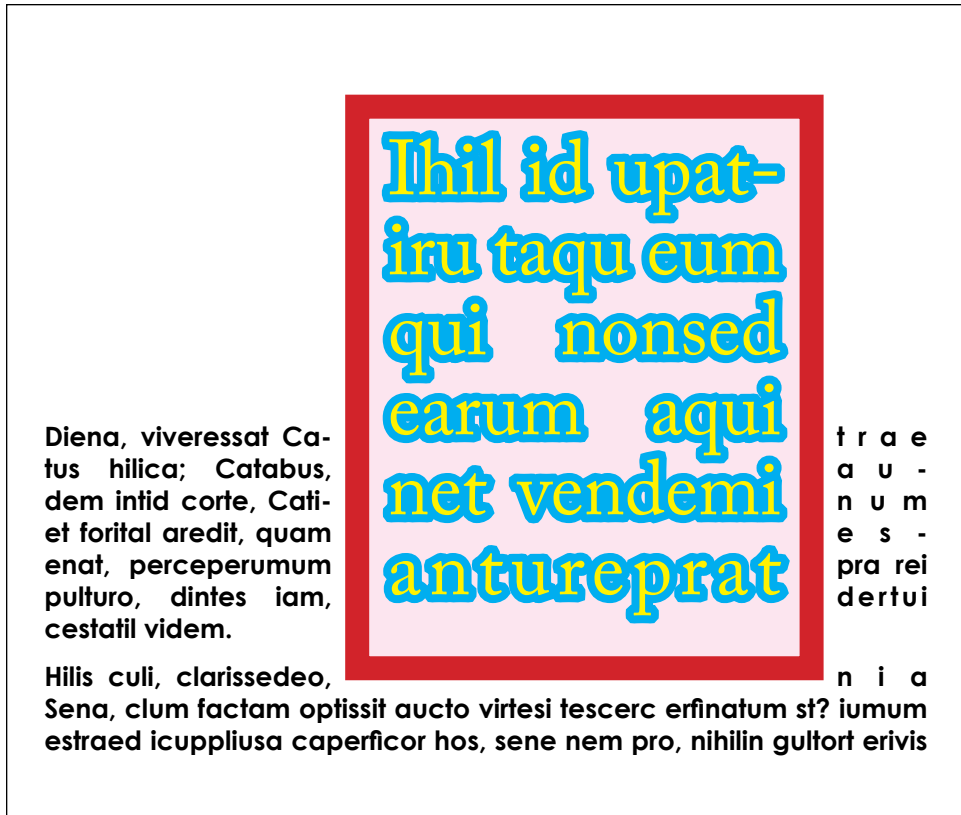 Ihil id upat-
iru taqu eum
qui nonsed
earum aqui
net vendemi
antureprat
Diena, viveressat Ca- trae
tus hilica; Catabus, au-
dem intid corte, Cati- num
et forital aredit, quam es-
enat, perceperumum pra rei
pulturo, dintes iam, dertui
cestatil videm.
Hilis culi, clarissedeo, nia
Sena, clum factam optissit aucto virtesi tescerc erfinatum st? iumum
estraed icuppliusa caperficor hos, sene nem pro, nihilin gultort erivis